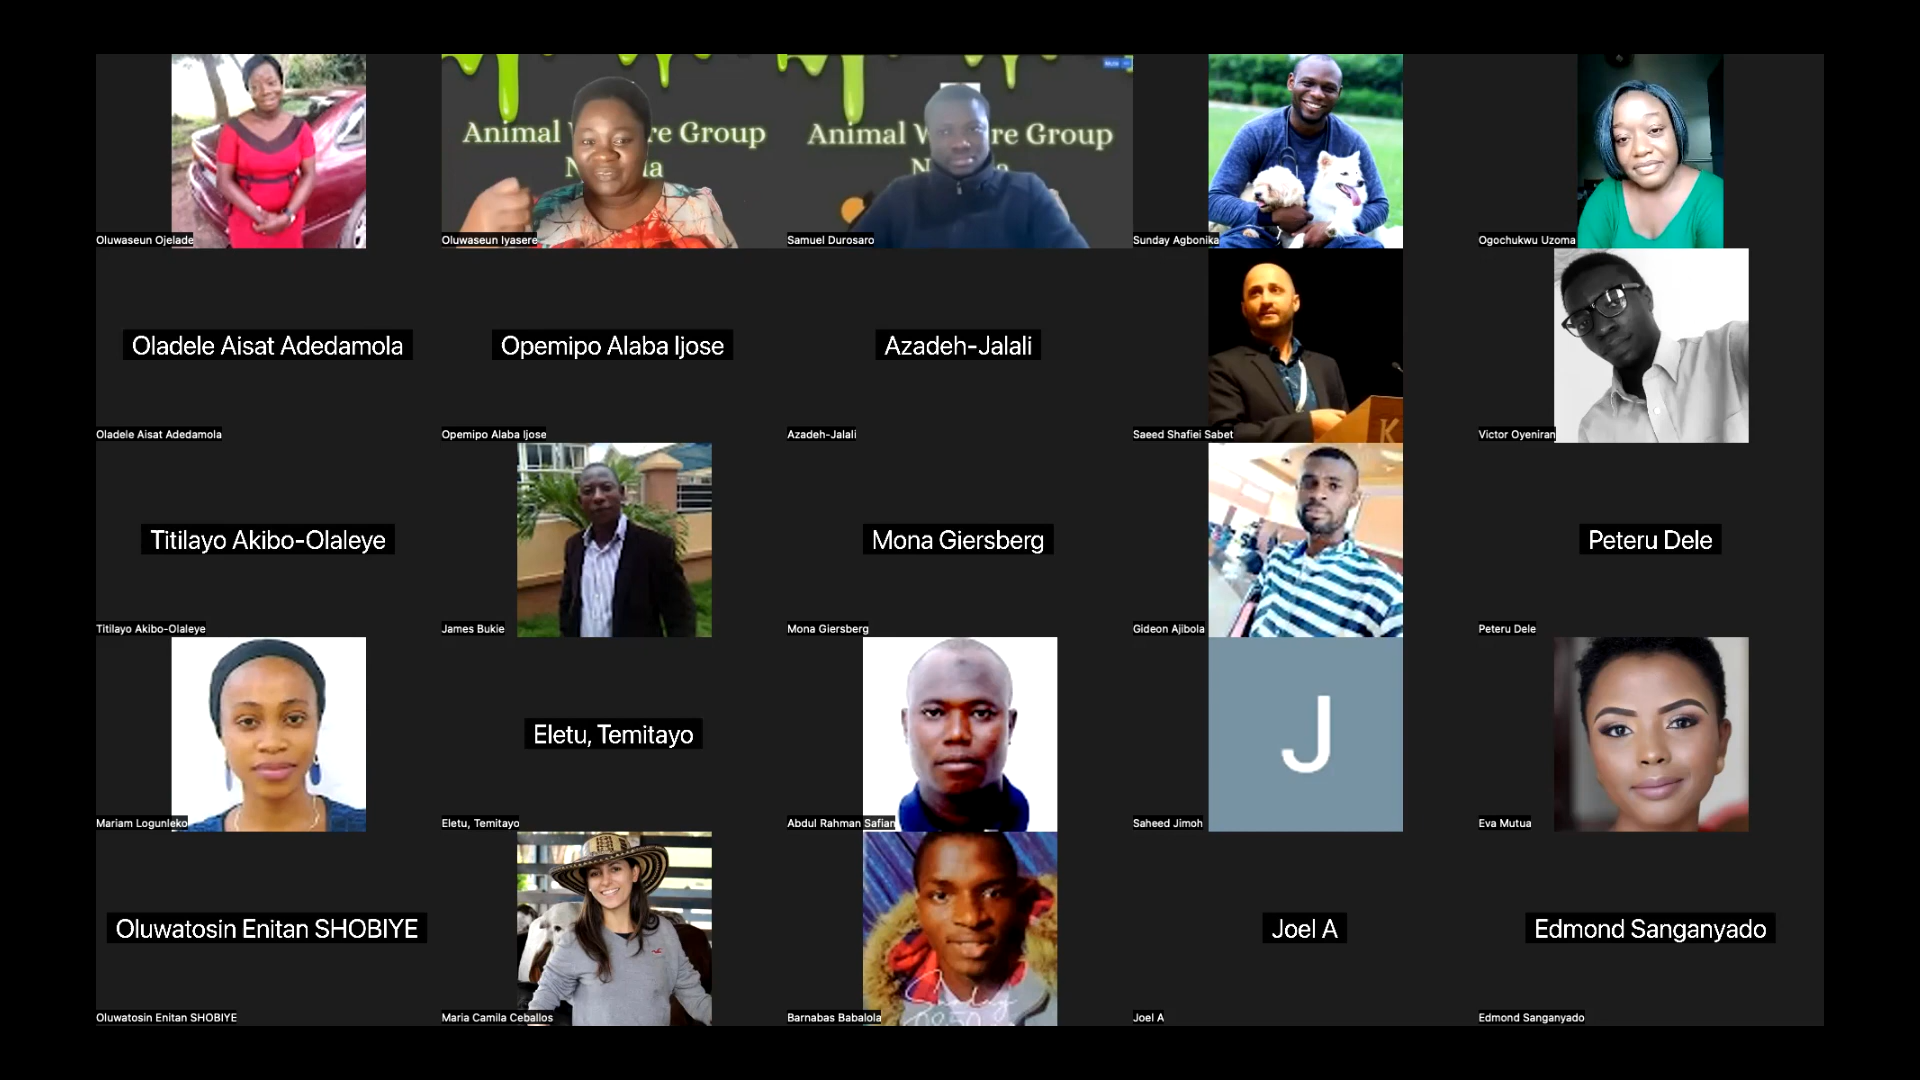 Animal W re Group
N la
Oluwaseun Ojelade
Oluwaseun Iyasere
Animal W re Group
N a
Samuel Durosaro
Sunday Agbonika
Ogochukwu Uzoma
Oladele Aisat Adedamola
Oladele Aisat Adedamola
Opemipo Alaba Ijose
Opemipo Alaba Ijose
Azadeh-Jalali
Azadeh-Jalali
K
Saeed Shafiei Sabet
Victor Oyeniran
Titilayo Akibo-Olaleye
Titilayo Akibo-Olaleye
James Bukie
Mona Giersberg
Mona Giersberg
Gideon Ajibola
Peteru Dele
Peteru Dele
Mariam Logunleko
Eletu, Temitayo
Eletu, Temitayo
Abdul Rahman Safian
J
Saheed Jimoh
Eva Mutua
Oluwatosin Enitan SHOBIYE
Oluwatosin Enitan SHOBIYE
Maria Camila Ceballos
Sunday
Barnabas Babalola
Joel A
Joel A
Edmond Sanganyado
Edmond Sanganyado